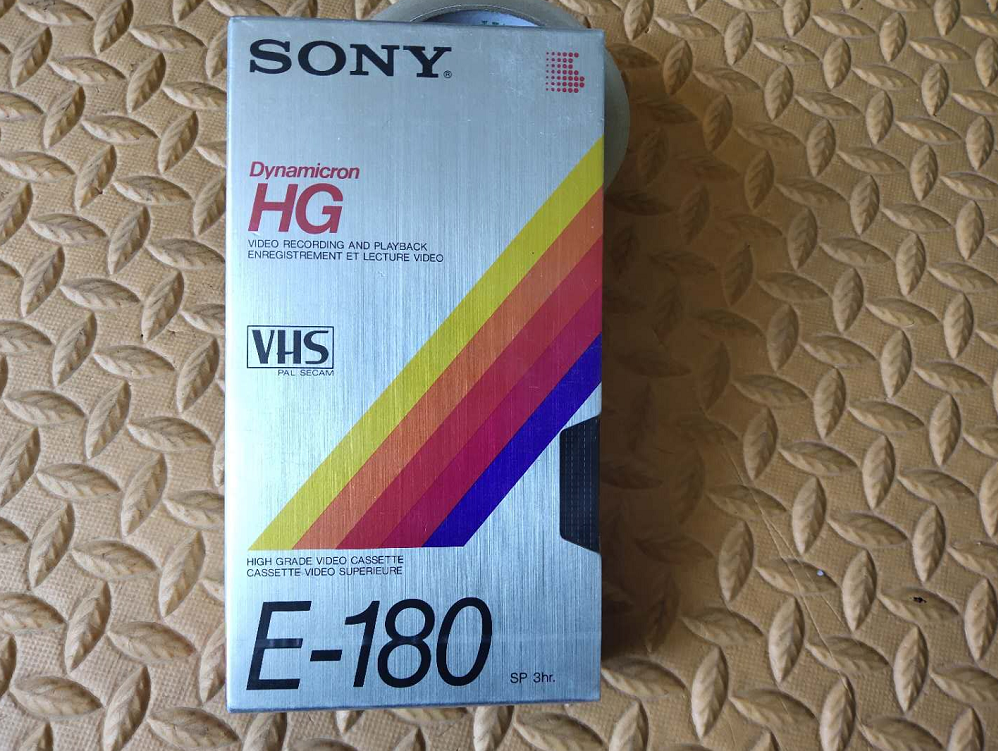 SONY®
Dynamicron
HG
VIDEO RECORDING AND PLAYBACK
ENREGISTREMENT ET LECTURE VIDEO
VHS
PAL SECAM
HIGH GRADE VIDEO CASSETTE
CASSETTE VIDEO SUPERIEURE
E-180
SP 3hr.